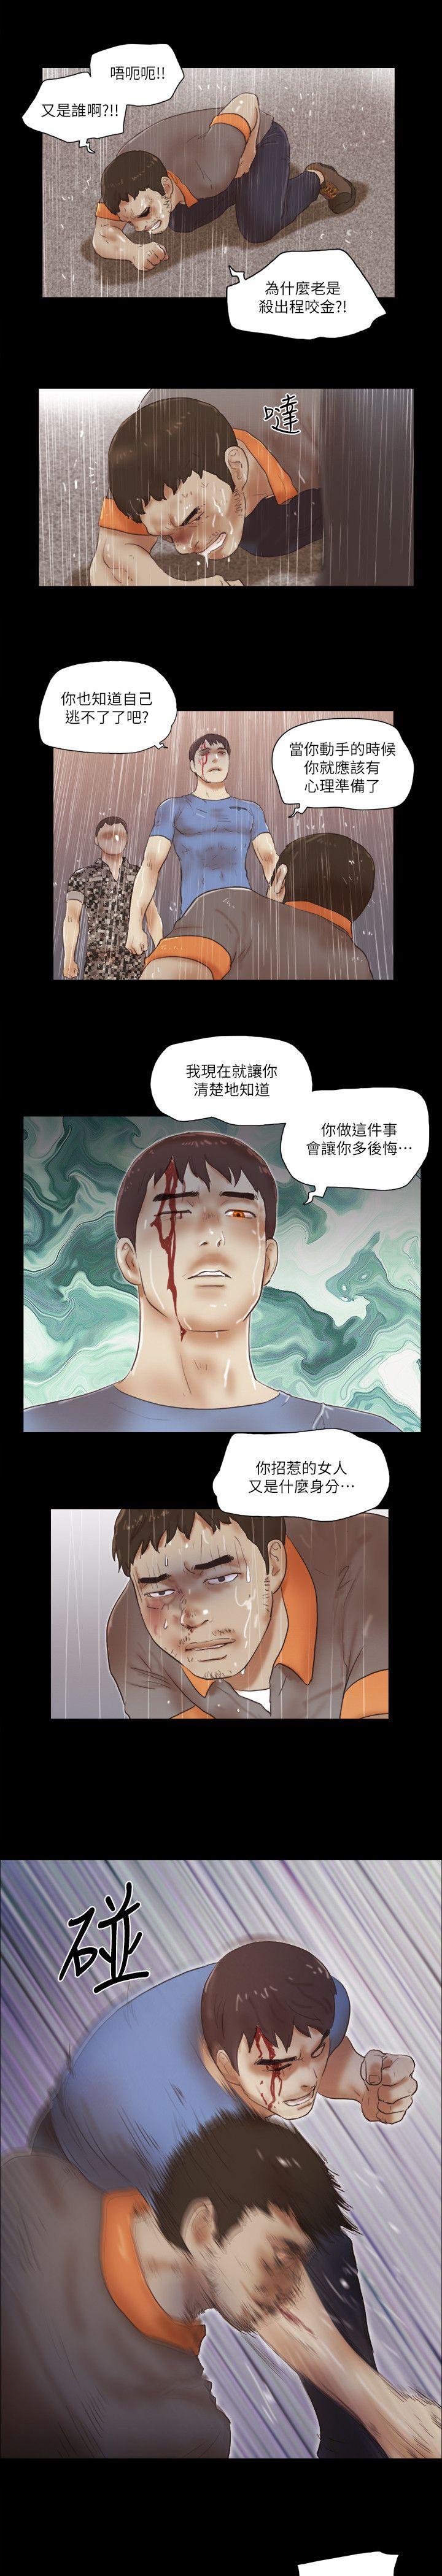 唔呃呃!!
又是誰啊?!!
為什麼老是
殺出程咬金?!
噠
你也知道自己
逃不了了吧?
當你動手的時候
你就應該有
心理準備了
我現在就讓你
清楚地知道
你做這件事
會讓你多後悔…
你招惹的女人
又是什麼身分…
碰